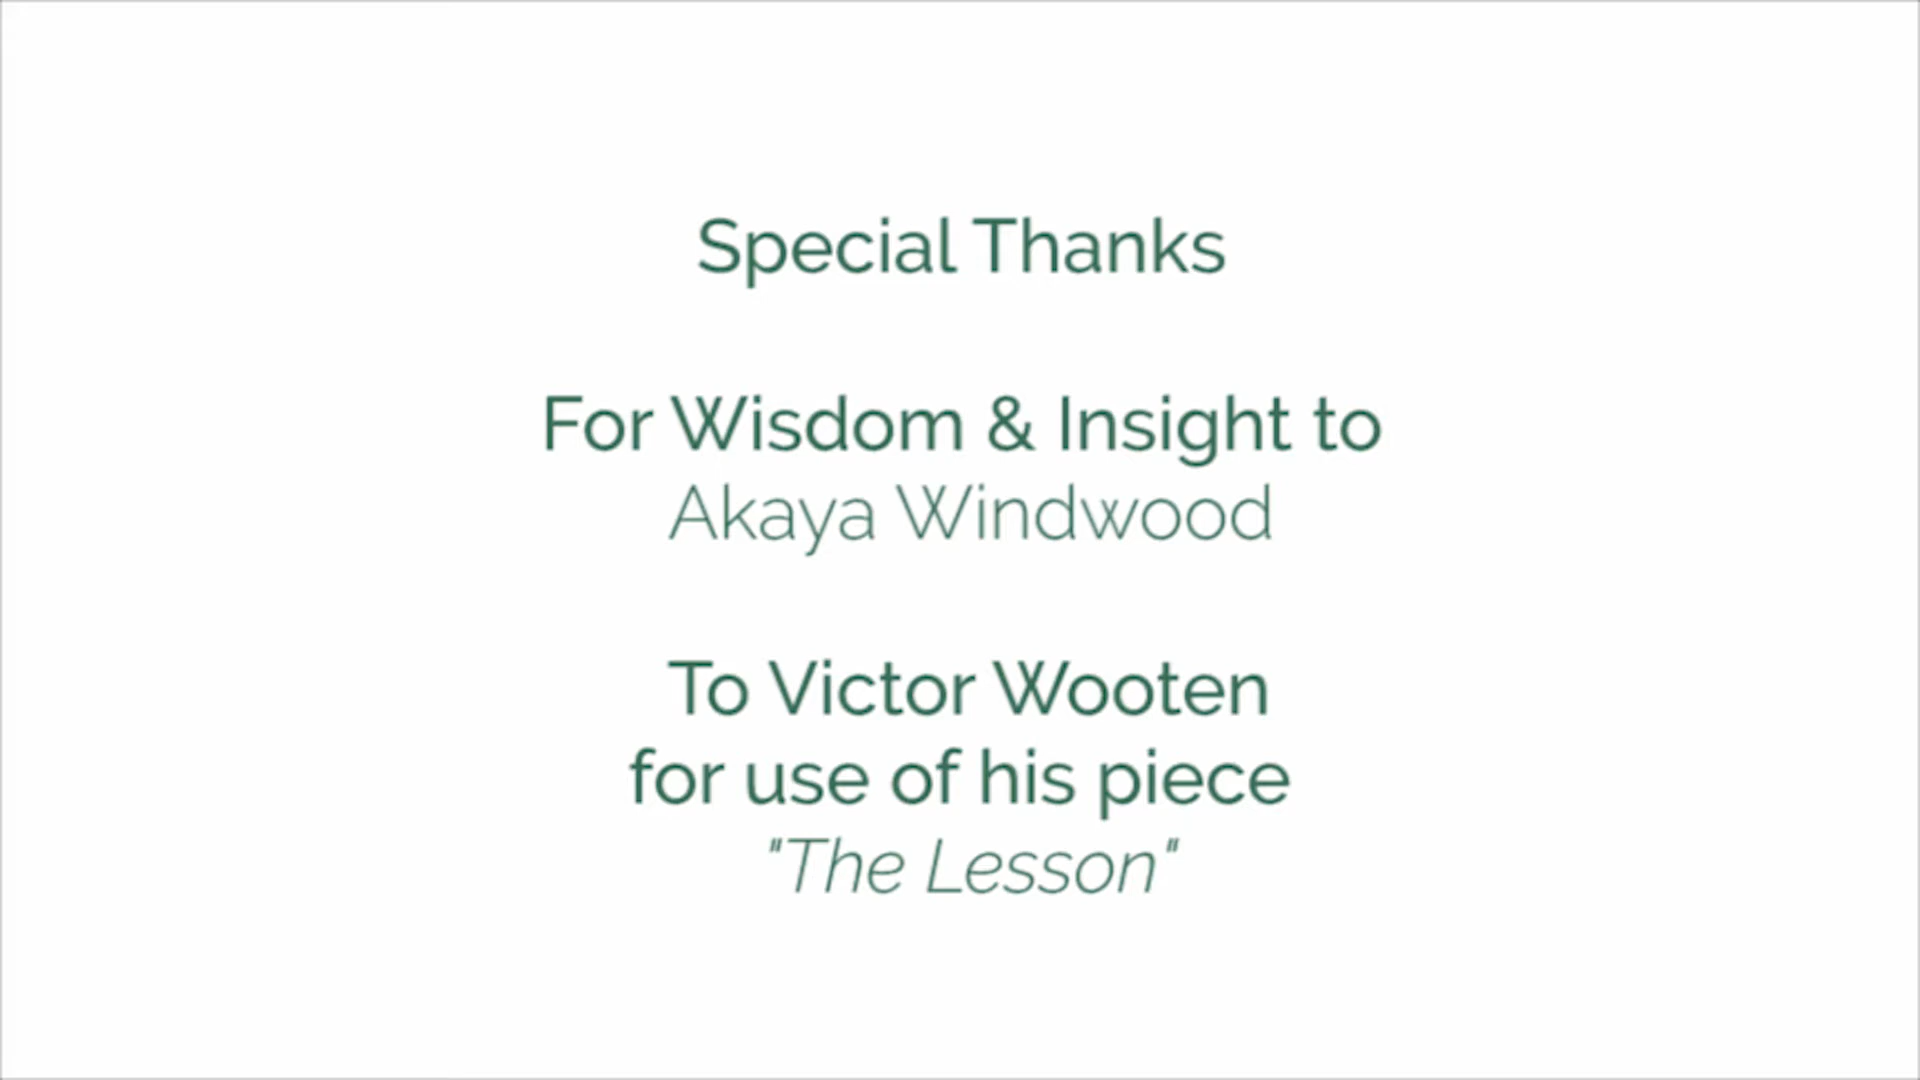 Special Thanks
For Wisdom & Insight to
Akaya Windwood
To Victor Wooten
for use of his piece
"The Lesson"